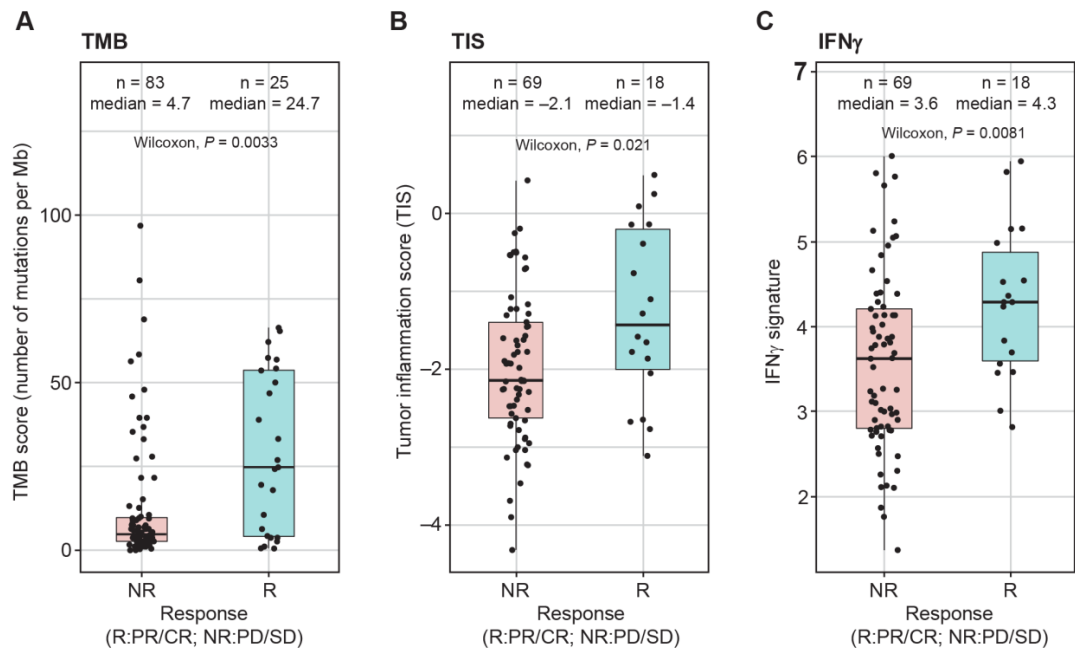 A
TMB
n = 83
n = 25
median = 4.7
median = 24.7
Wilcoxon, P = 0.0033
TMB score (number of mutations per Mb)
100
50
0
NR
R
Response
(R:PR/CR; NR:PD/SD)
B
TIS
n = 69
n = 18
median = –2.1
median = –1.4
Wilcoxon, P = 0.021
Tumor inflammation score (TIS)
0
–2
–4
NR
R
Response
(R:PR/CR; NR:PD/SD)
C
IFNγ
n = 69
n = 18
median = 3.6
median = 4.3
Wilcoxon, P = 0.0081
IFNγ signature
7
6
5
4
3
2
NR
R
Response
(R:PR/CR; NR:PD/SD)